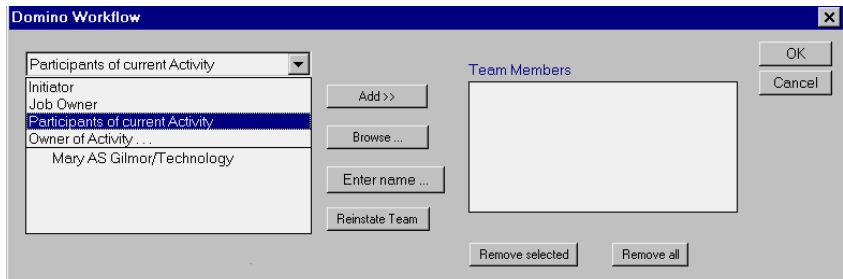 Domino Workflow
Participants of current Activity
Initiator
Job Owner
Participants of current Activity
Owner of Activity . . .
Mary AS Gilmor/Technology
Add >>
Browse ...
Enter name ...
Reinstate Team
Team Members
Remove selected
Remove all
OK
Cancel